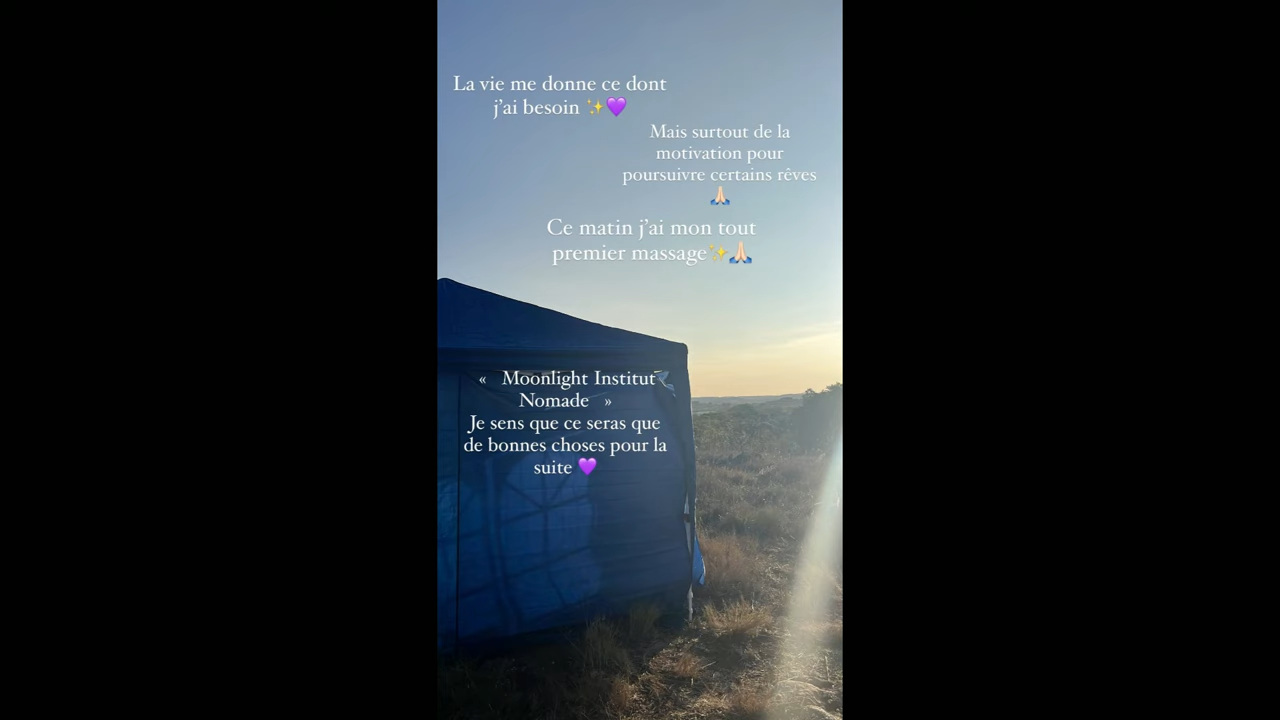 La vie me donne ce dont
j'ai besoin ✨💜
Mais surtout de la
motivation pour
poursuivre certains rêves
🙏🏻
Ce matin j'ai mon tout
premier massage✨🙏🏻
«   Moonlight Institut
Nomade   »
Je sens que ce seras que
de bonnes choses pour la
suite 💜